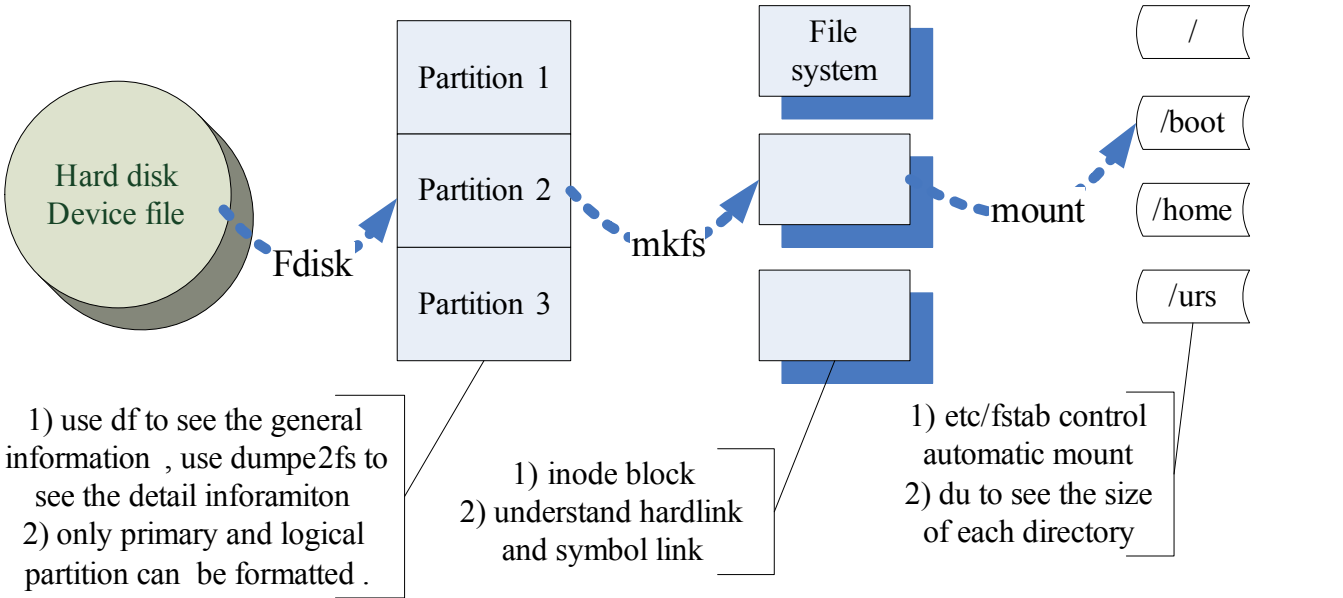 Hard disk
Device file
Fdisk
Partition 1
Partition 2
Partition 3
mkfs
File
system
mount
/
/boot
/home
/urs
1) use df to see the general
information , use dumpe2fs to
see the detail inforamiton
2) only primary and logical
partition can be formatted .
1) inode block
2) understand hardlink
and symbol link
1) etc/fstab control
automatic mount
2) du to see the size
of each directory